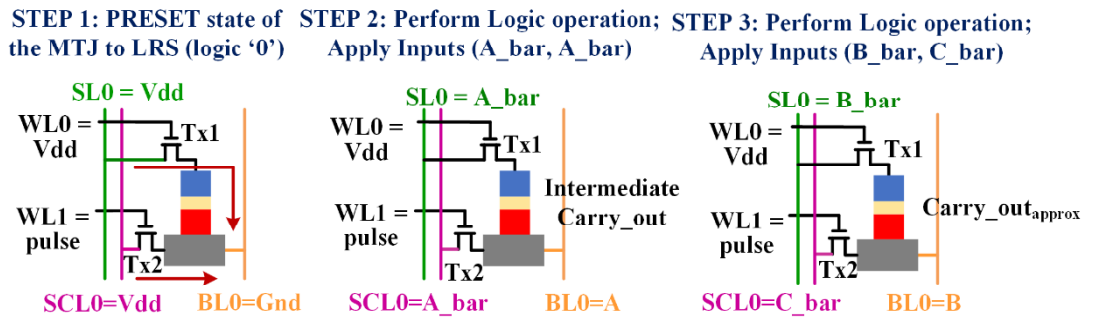 STEP 1: PRESET state of
the MTJ to LRS (logic ‘0’)
SL0 = Vdd
WL0 =
Vdd
Tx1
WL1 =
pulse
Tx2
SCL0=Vdd
BL0=Gnd
STEP 2: Perform Logic operation;
Apply Inputs (A_bar, A_bar)
SL0 = A_bar
WL0 =
Vdd
Tx1
Intermediate
Carry_out
WL1 =
pulse
Tx2
SCL0=A_bar
BL0=A
STEP 3: Perform Logic operation;
Apply Inputs (B_bar, C_bar)
SL0 = B_bar
WL0 =
Vdd
Tx1
Carry_outapprox
WL1 =
pulse
Tx2
SCL0=C_bar
BL0=B